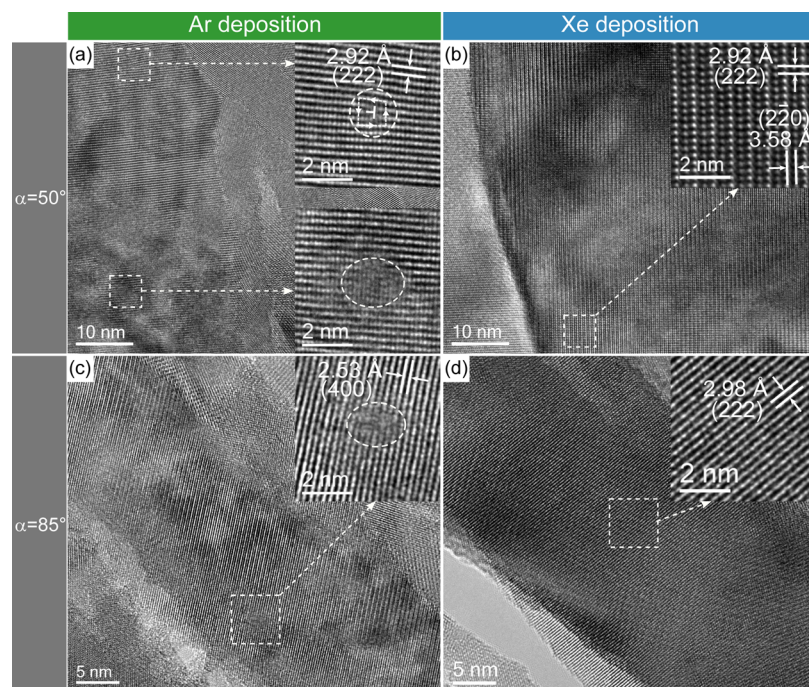 Ar deposition
Xe deposition
α=50°
(a)
2.92 Å
(222)
2 nm
2 nm
10 nm
(b)
2.92 Å
(222)
(2̅20)
3.58 Å
2 nm
10 nm
α=85°
(c)
2.53 Å
(400)
2 nm
5 nm
(d)
2.98 Å
(222)
2 nm
5 nm